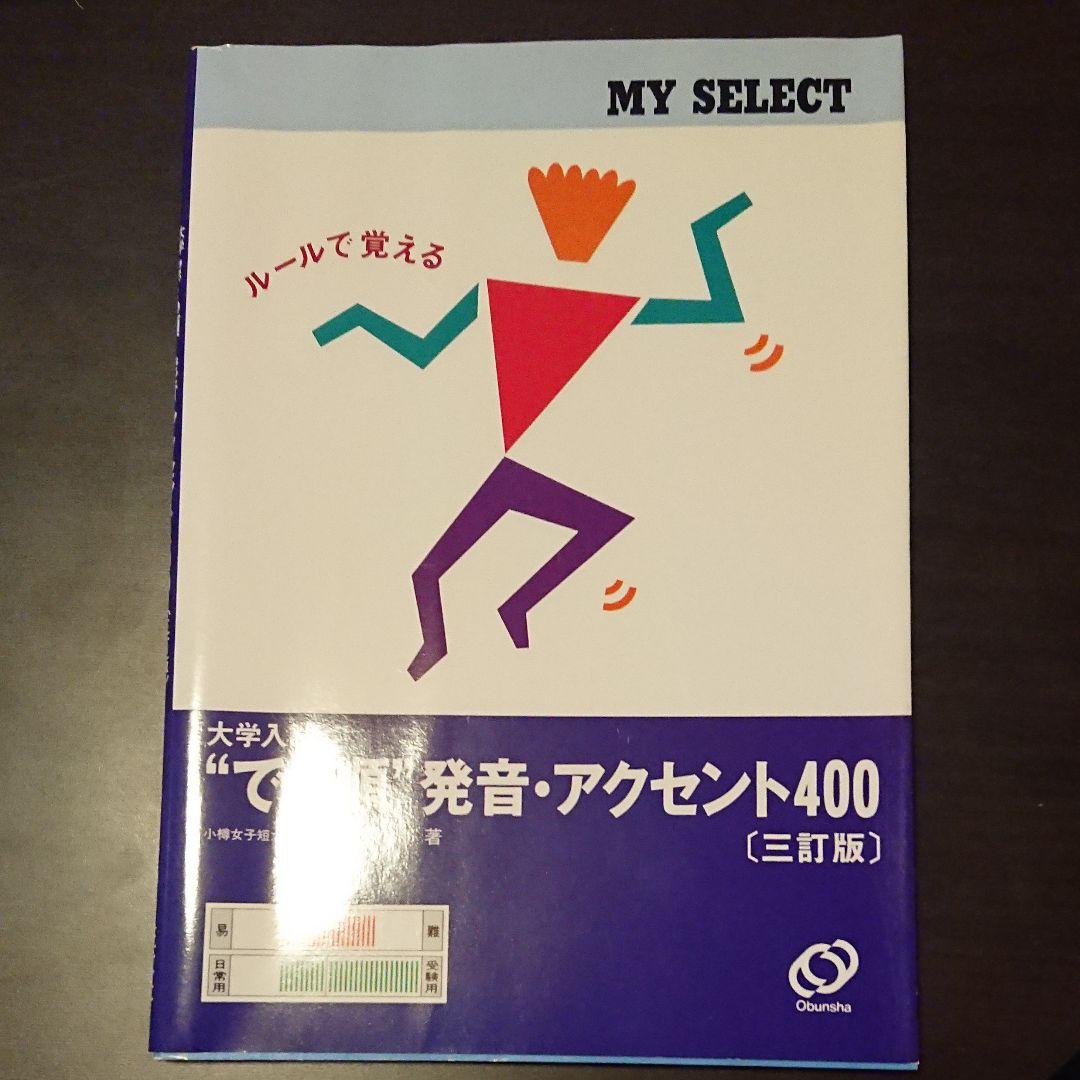 MY SELECT
ルールで覚える
大学入
“で 順”発音・アクセント400
小樽女子短 著
〔三訂版〕
易 難
日常用 受験用
Obunsha